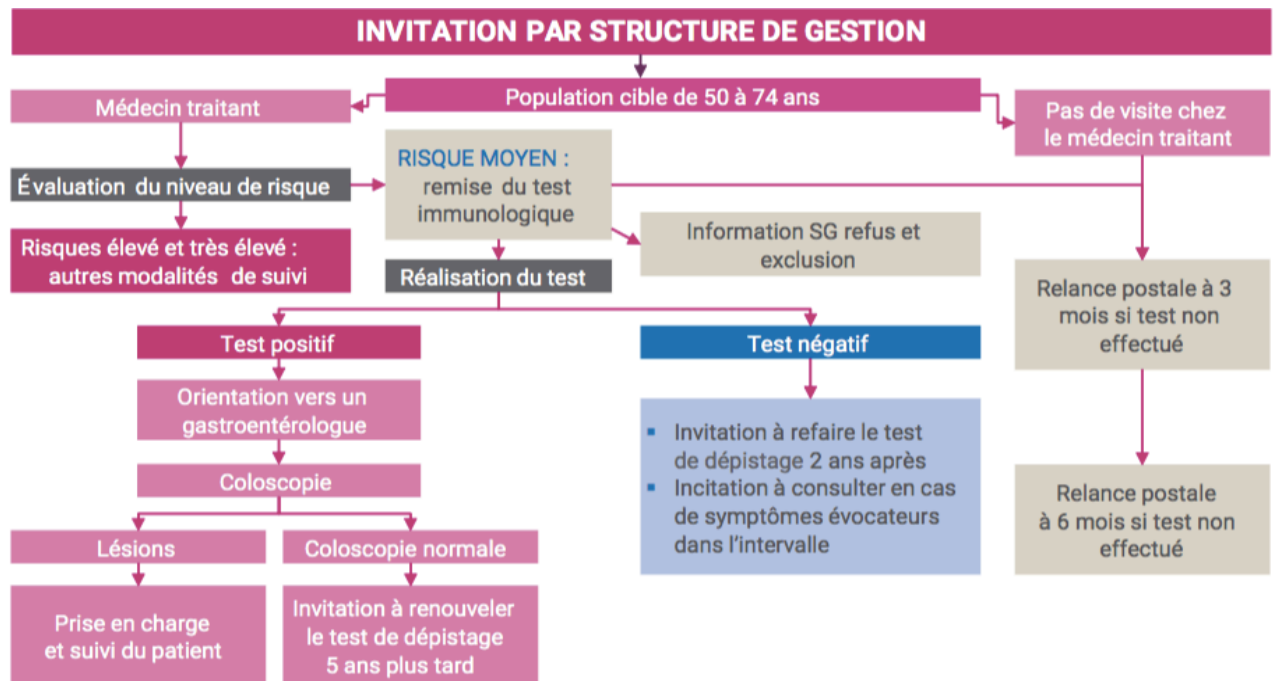 INVITATION PAR STRUCTURE DE GESTION
Population cible de 50 à 74 ans
Médecin traitant
Pas de visite chez
le médecin traitant
Évaluation du niveau de risque
RISQUE MOYEN :
remise du test
immunologique
Risques élevé et très élevé :
autres modalités de suivi
Information SG refus et
exclusion
Réalisation du test
Relance postale à 3
mois si test non
effectué
Test positif
Test négatif
Orientation vers un
gastroentérologue
▪ Invitation à refaire le test
de dépistage 2 ans après
▪ Incitation à consulter en cas
de symptômes évocateurs
dans l'intervalle
Coloscopie
Relance postale
à 6 mois si test non
effectué
Lésions
Coloscopie normale
Prise en charge
et suivi du patient
Invitation à renouveler
le test de dépistage
5 ans plus tard